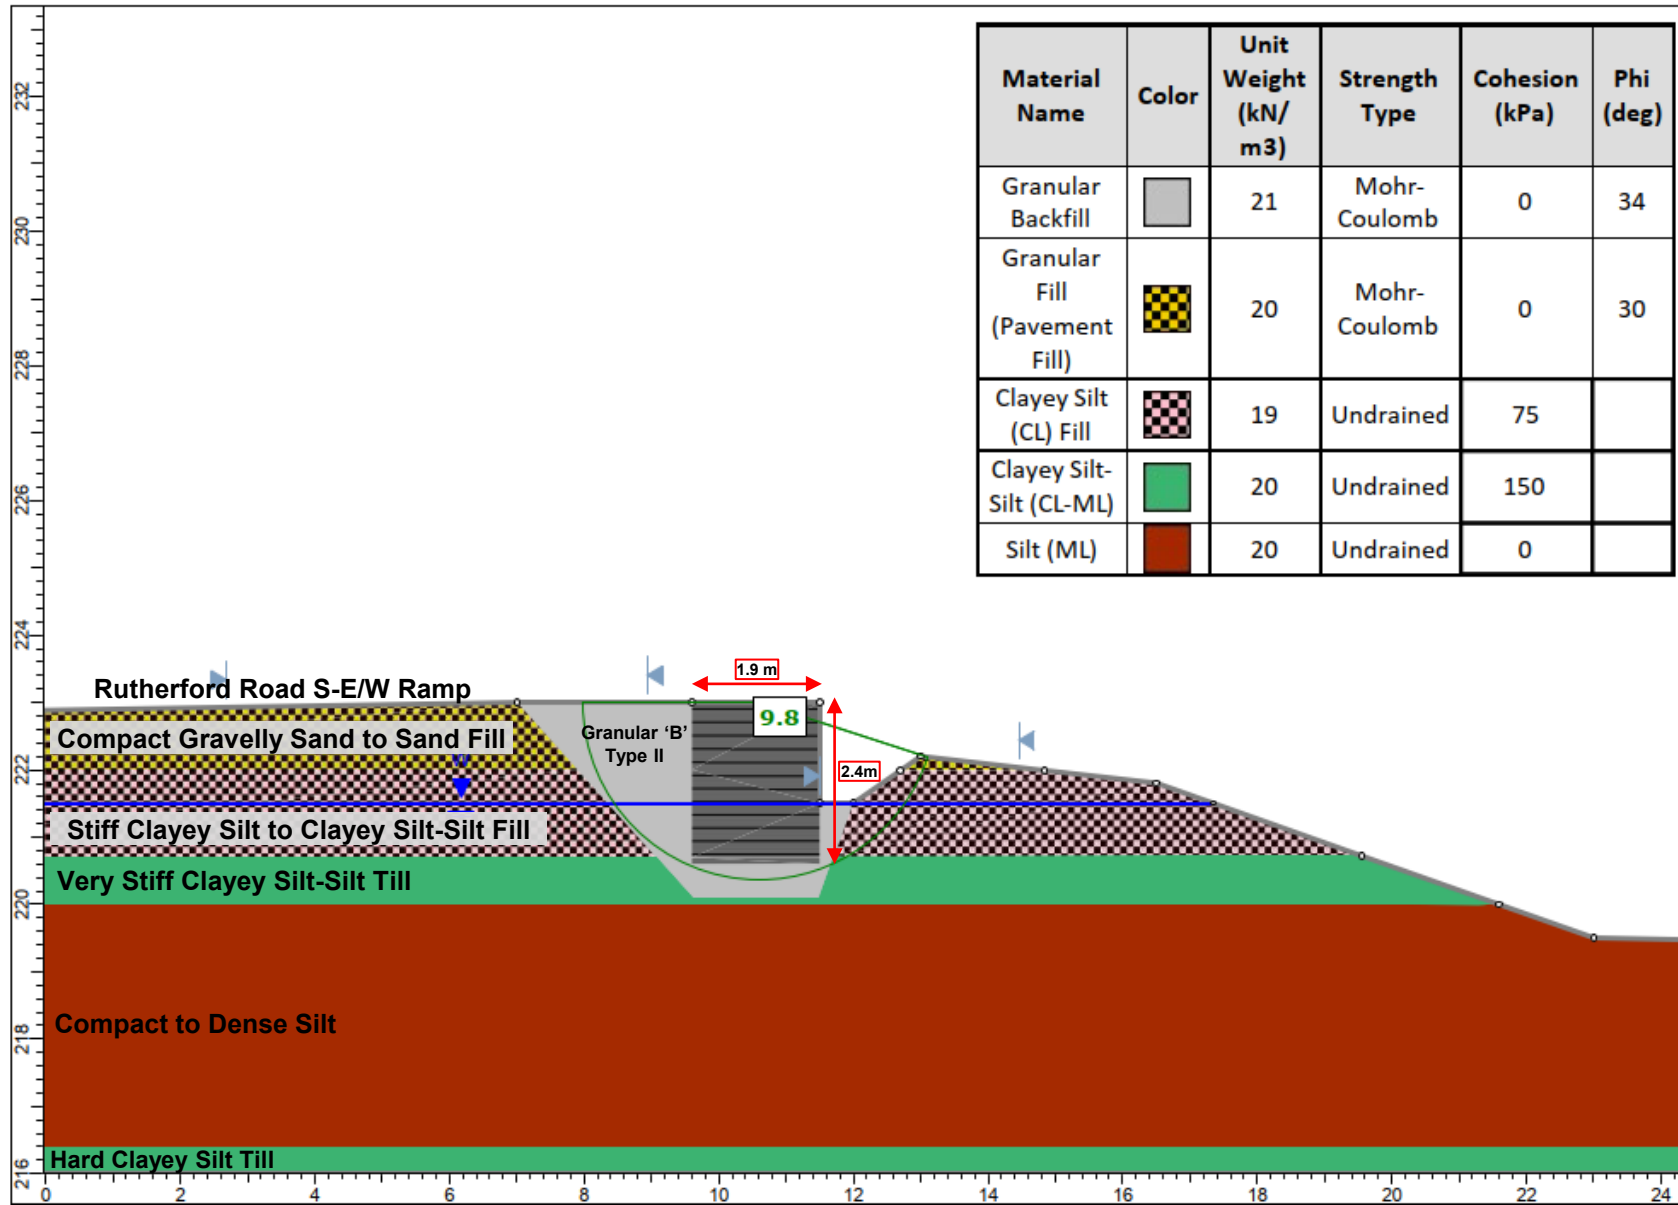 Material Name
Color
Unit Weight (kN/ m3)
Strength Type
Cohesion (kPa)
Phi (deg)
Granular Backfill
21
Mohr-Coulomb
0
34
Granular Fill (Pavement Fill)
20
Mohr-Coulomb
0
30
Clayey Silt (CL) Fill
19
Undrained
75
Clayey Silt-Silt (CL-ML)
20
Undrained
150
Silt (ML)
20
Undrained
0
232
230
228
226
224
222
220
218
216
Rutherford Road S-E/W Ramp
1.9 m
9.8
Compact Gravelly Sand to Sand Fill
Granular ‘B’
Type II
2.4m
W
Stiff Clayey Silt to Clayey Silt-Silt Fill
Very Stiff Clayey Silt-Silt Till
Compact to Dense Silt
Hard Clayey Silt Till
0 2 4 6 8 10 12 14 16 18 20 22 24